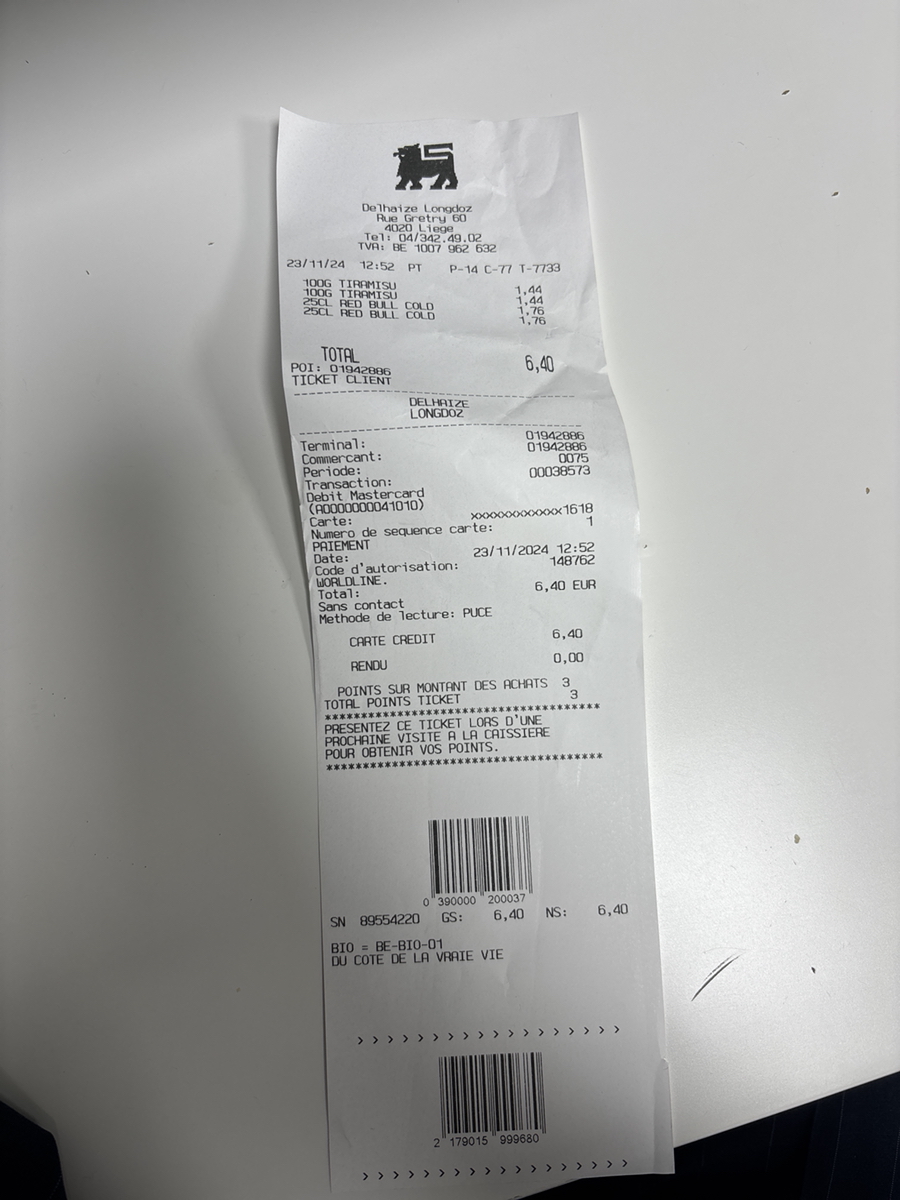 Delhaize Longdoz
Rue Gretry 60
4020 Liege
Tel: 04/342.49.02
TVA: BE 1007 962 632
23/11/24 12:52 PT P-14 C-77 T-7733
100G TIRAMISU 1,44
100G TIRAMISU 1,44
25CL RED BULL COLD 1,76
25CL RED BULL COLD 1,76
TOTAL 6,40
POI: 01942886
TICKET CLIENT
--------------------------------------
DELHAIZE
LONGDOZ
--------------------------------------
Terminal: 01942886
Commercant: 01942886
Periode: 0075
Transaction: 00038573
Debit Mastercard
(A0000000041010)
Carte: xxxxxxxxxxxxx1618
Numero de sequence carte: 1
PAIEMENT
Date: 23/11/2024 12:52
Code d'autorisation: 148762
WORLDLINE.
Total: 6,40 EUR
Sans contact
Methode de lecture: PUCE
CARTE CREDIT 6,40
RENDU 0,00
POINTS SUR MONTANT DES ACHATS 3
TOTAL POINTS TICKET 3
**************************************
PRESENTEZ CE TICKET LORS D'UNE
PROCHAINE VISITE A LA CAISSIERE
POUR OBTENIR VOS POINTS.
**************************************
0 390000 200037
SN 89554220 GS: 6,40 NS: 6,40
BIO = BE-BIO-01
DU COTE DE LA VRAIE VIE
> > > > > > > > > > > > > > >
2 179015 999680
> > > > > > > > > > > > > > > >